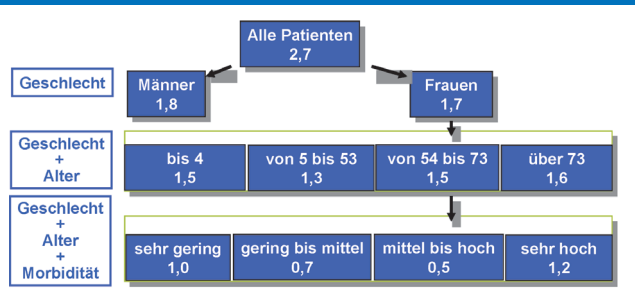 Alle Patienten
2,7
Geschlecht
Männer
1,8
Frauen
1,7
Geschlecht
+
Alter
bis 4
1,5
von 5 bis 53
1,3
von 54 bis 73
1,5
über 73
1,6
Geschlecht
+
Alter
+
Morbidität
sehr gering
1,0
gering bis mittel
0,7
mittel bis hoch
0,5
sehr hoch
1,2